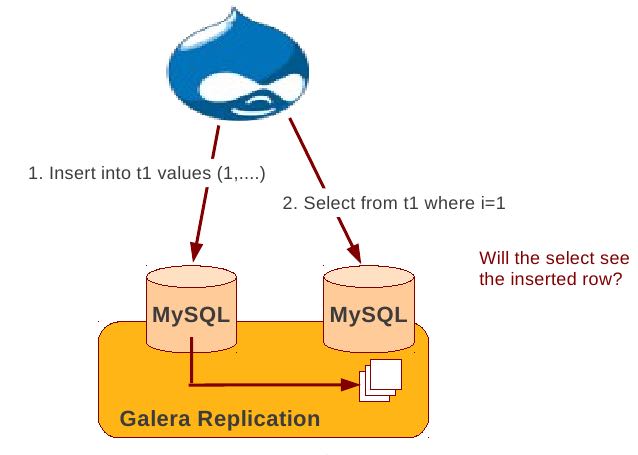 1. Insert into t1 values (1,....)
2. Select from t1 where i=1
Will the select see
the inserted row?
MySQL
MySQL
Galera Replication